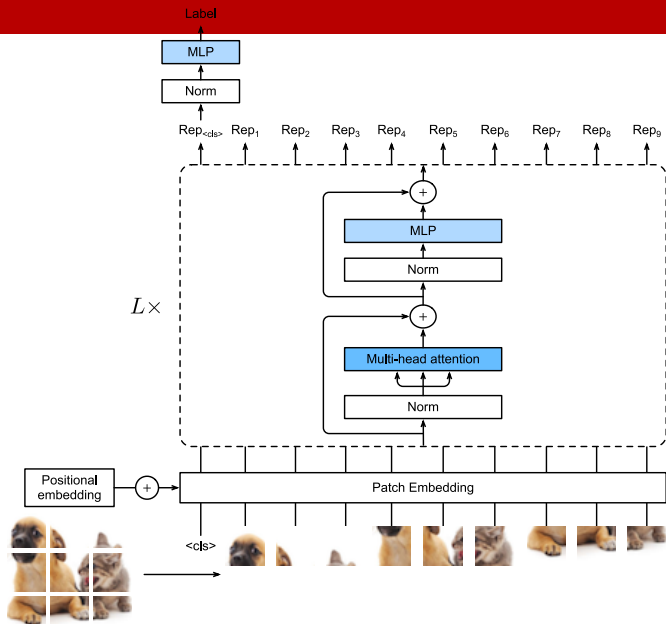 Label
MLP
Norm
Rep<cls> Rep1 Rep2 Rep3 Rep4 Rep5 Rep6 Rep7 Rep8 Rep9
+
MLP
Norm
L×
+
Multi-head attention
Norm
Positional
embedding
+
Patch Embedding
<cls>